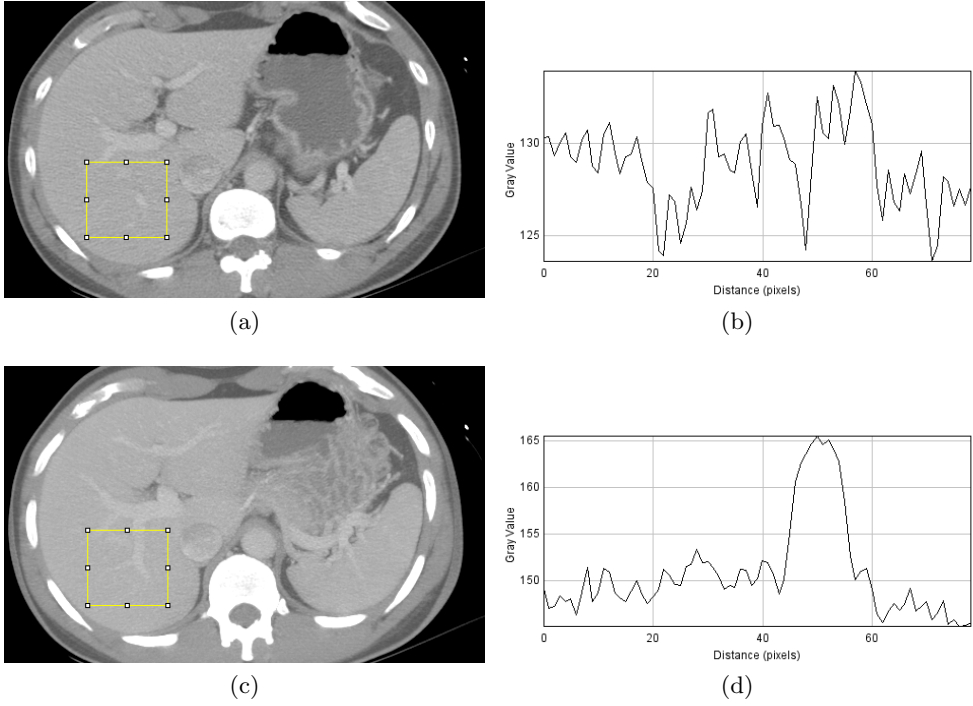 (a)
130
125
Gray Value
0 20 40 60
Distance (pixels)
(b)
(c)
165
160
155
150
Gray Value
0 20 40 60
Distance (pixels)
(d)